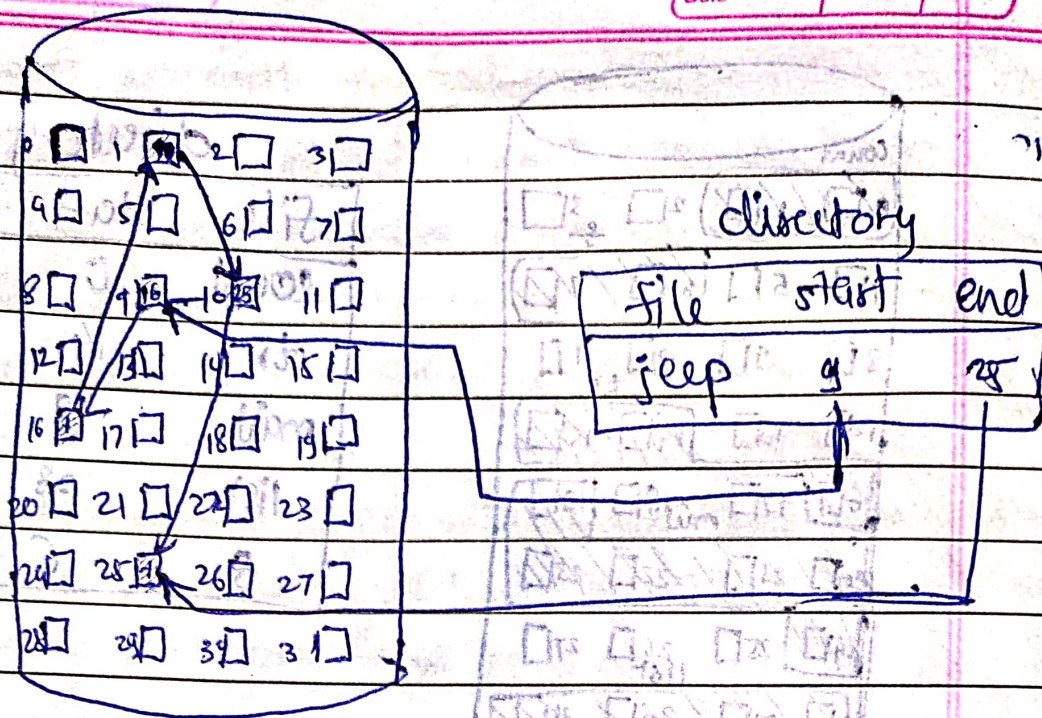 0 1 2 3
directory
4 5 6 7
file start end
8 9 16 10 25 11
jeep 9 25
12 13 14 15
16 1 17 18 19
20 21 22 23
24 25 -1 26 27
28 29 30 31